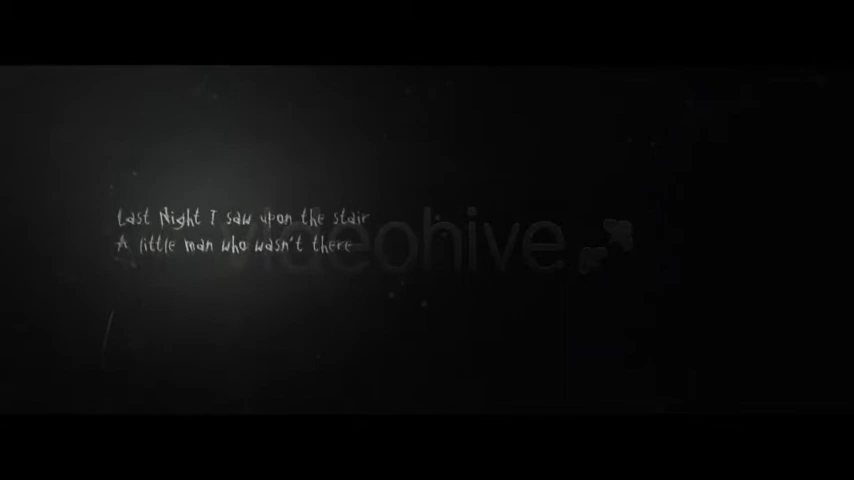 Last Night I saw upon the stair
A little man who wasn't there
videohive